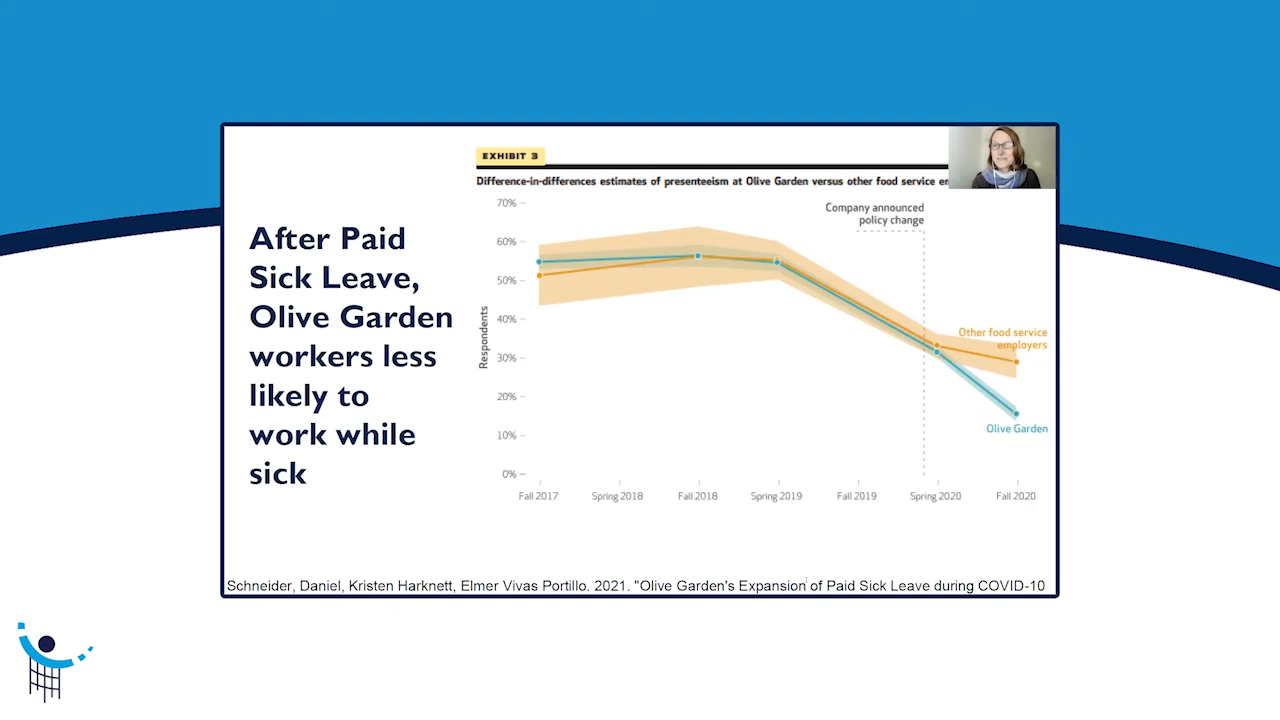 EXHIBIT 3
Difference-in-differences estimates of presenteeism at Olive Garden versus other food service
After Paid
Sick Leave,
Olive Garden
workers less
likely to
work while
sick
Company announced
policy change
70%
60%
50%
40%
30%
20%
10%
0%
Respondents
Other food service
employers
Olive Garden
Fall 2017
Spring 2018
Fall 2018
Spring 2019
Fall 2019
Spring 2020
Fall 2020
Schneider, Daniel, Kristen Harknett, Elmer Vivas Portillo. 2021. "Olive Garden's Expansion of Paid Sick Leave during COVID-10